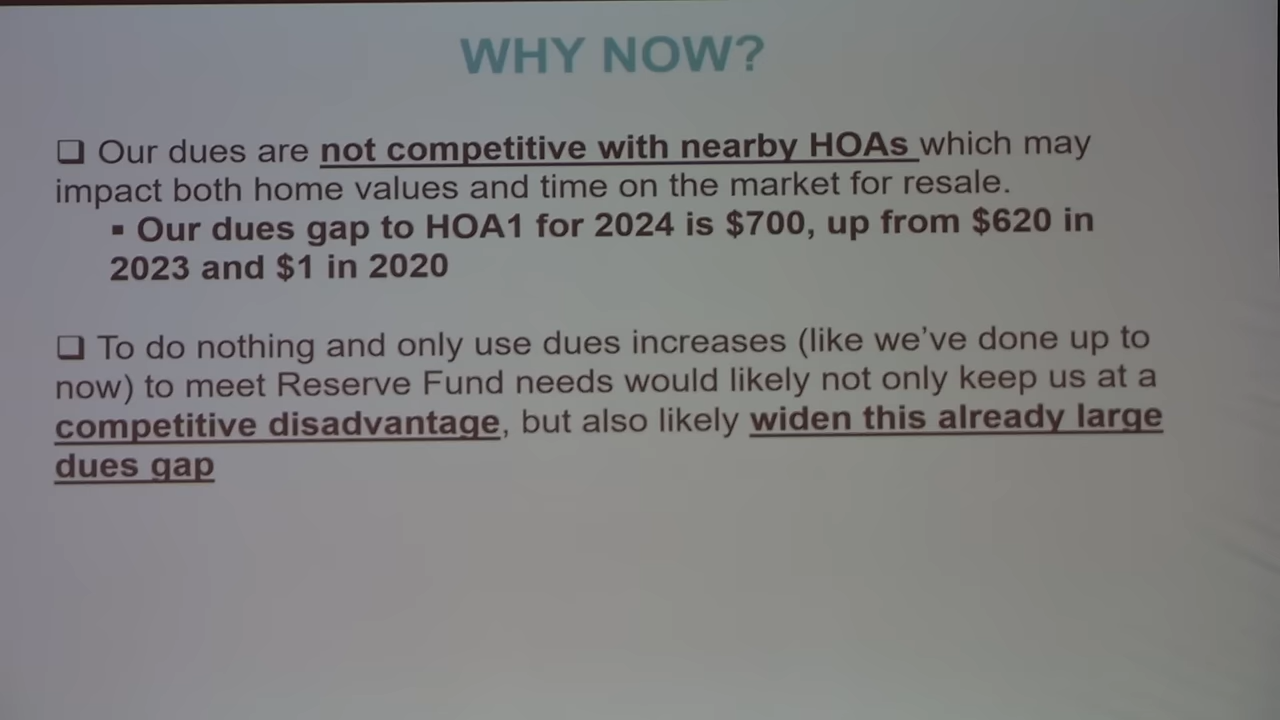 WHY NOW?
❑ Our dues are not competitive with nearby HOAs which may
impact both home values and time on the market for resale.
▪ Our dues gap to HOA1 for 2024 is $700, up from $620 in
2023 and $1 in 2020
❑ To do nothing and only use dues increases (like we’ve done up to
now) to meet Reserve Fund needs would likely not only keep us at a
competitive disadvantage, but also likely widen this already large
dues gap